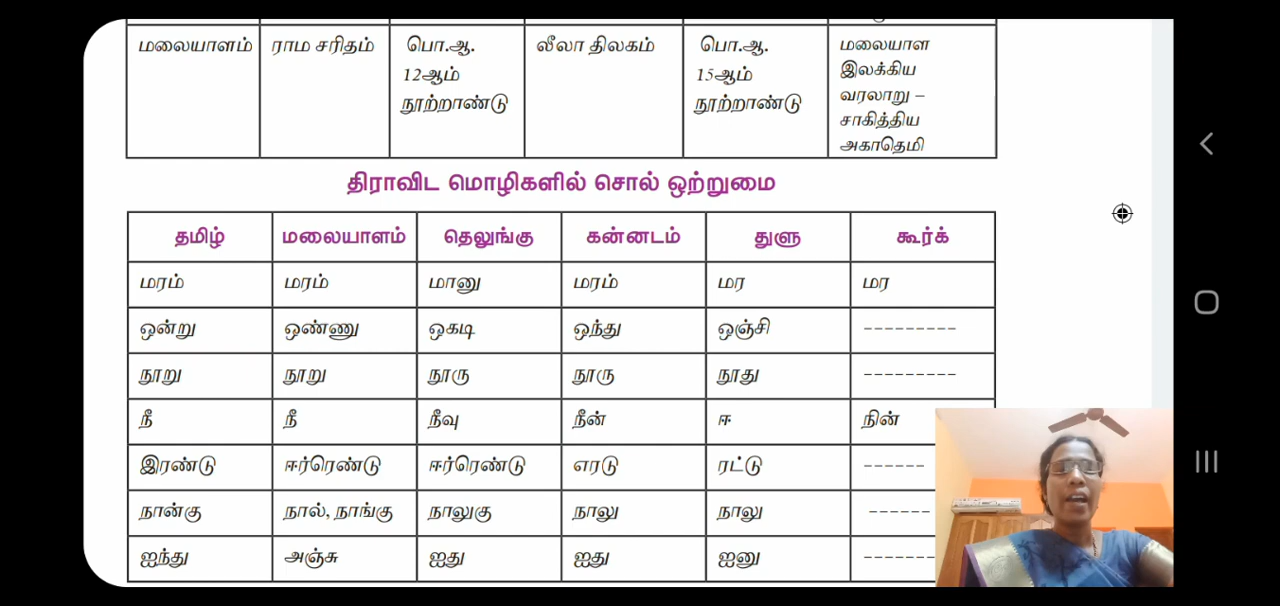 மலையாளம் ராம சரிதம் பொ.ஆ. 12ஆம் நூற்றாண்டு லீலா திலகம் பொ.ஆ. 15ஆம் நூற்றாண்டு மலையாள இலக்கிய வரலாறு – சாகித்திய அகாதெமி
திராவிட மொழிகளில் சொல் ஒற்றுமை
தமிழ் மலையாளம் தெலுங்கு கன்னடம் துளு கூர்க்
மரம் மரம் மானு மரம் மர மர
ஒன்று ஒண்ணு ஒகடி ஒந்து ஒஞ்சி ---------
நூறு நூறு நூரு நூரு நூது ---------
நீ நீ நீவு நீன் ஈ நின்
இரண்டு ஈர்ரெண்டு ஈர்ரெண்டு எரடு ரட்டு ------
நான்கு நால், நாங்கு நாலுகு நாலு நாலு ------
ஐந்து அஞ்சு ஐது ஐது ஐனு -------